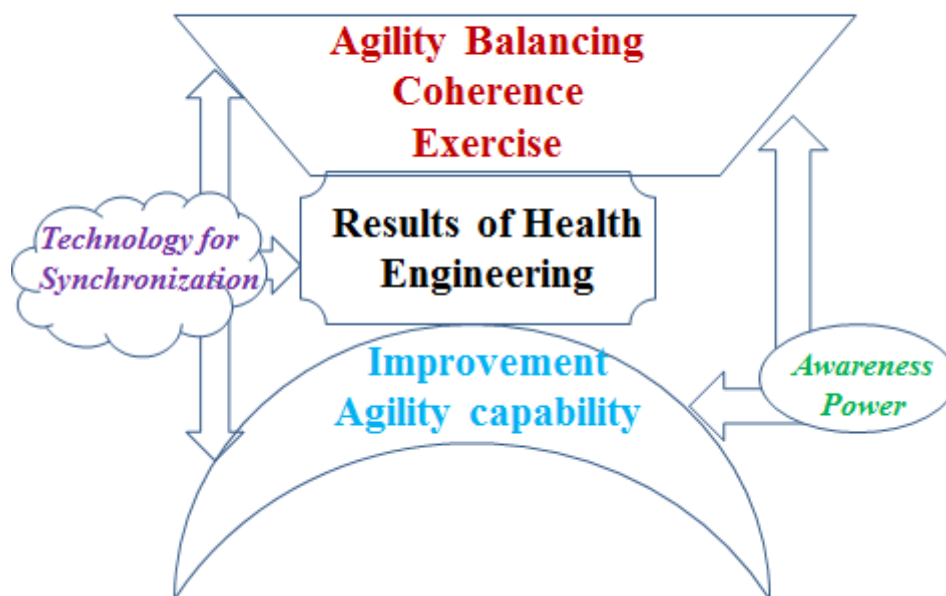 Agility Balancing
Coherence
Exercise
Results of Health
Engineering
Technology for
Synchronization
Improvement
Agility capability
Awareness
Power